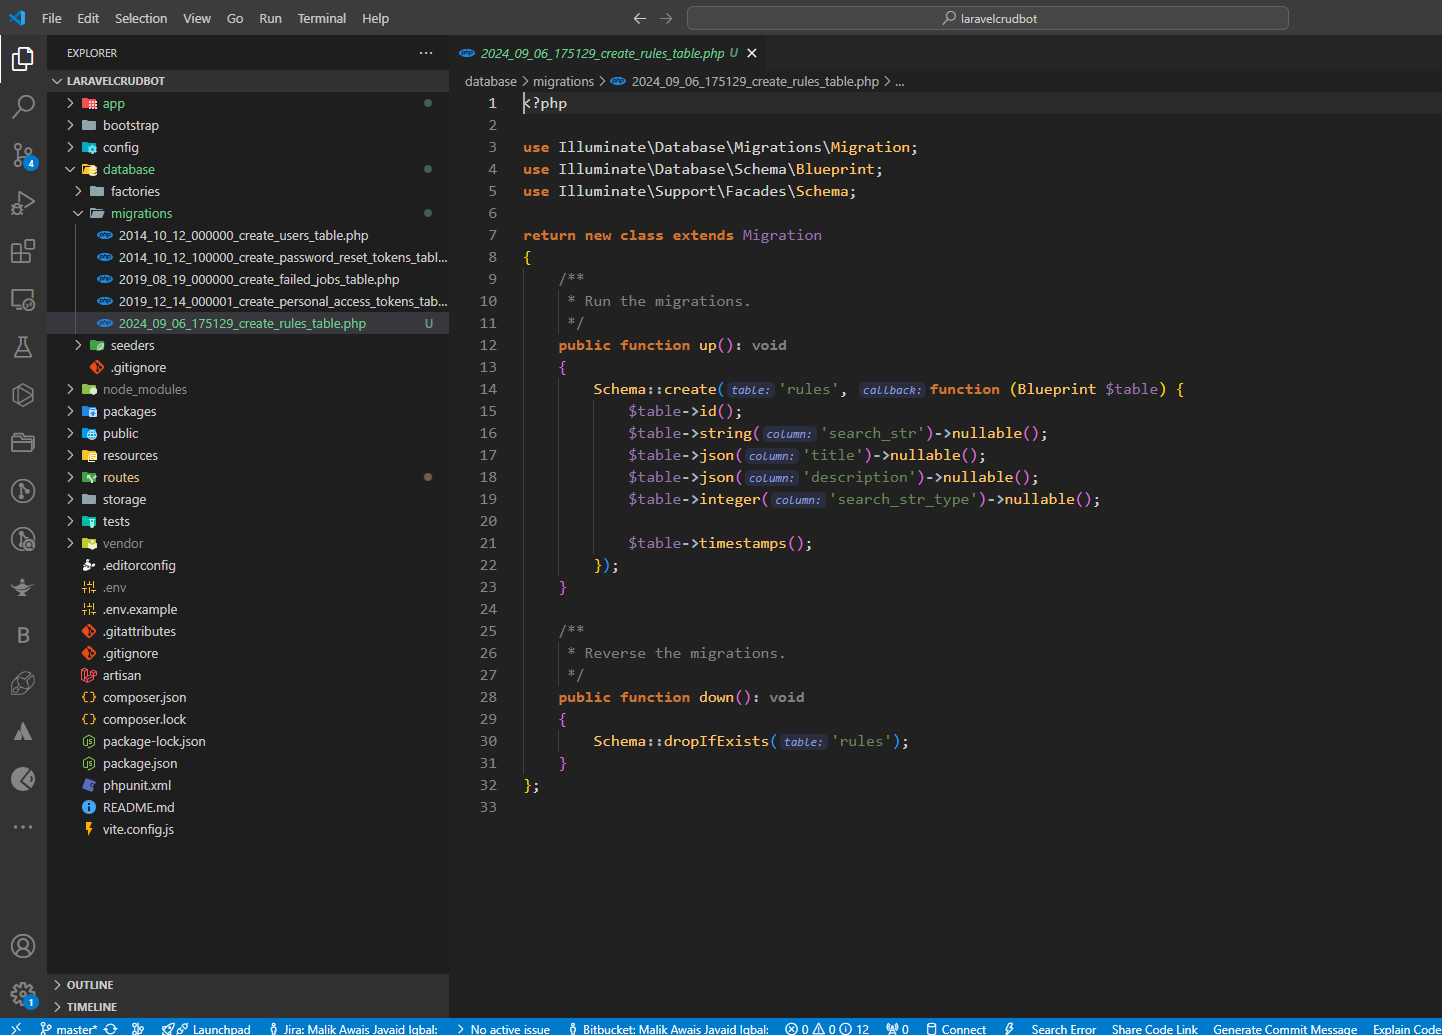 File Edit Selection View Go Run Terminal Help
laravelcrudbot
EXPLORER
LARAVELCRUDBOT
app
bootstrap
config
database
factories
migrations
2014_10_12_000000_create_users_table.php
2014_10_12_100000_create_password_reset_tokens_tabl...
2019_08_19_000000_create_failed_jobs_table.php
2019_12_14_000001_create_personal_access_tokens_tab...
2024_09_06_175129_create_rules_table.php U
seeders
.gitignore
node_modules
packages
public
resources
routes
storage
tests
vendor
.editorconfig
.env
.env.example
.gitattributes
.gitignore
artisan
composer.json
composer.lock
package-lock.json
package.json
phpunit.xml
README.md
vite.config.js
OUTLINE
TIMELINE
4
B
1
2024_09_06_175129_create_rules_table.php U
database > migrations > 2024_09_06_175129_create_rules_table.php > ...
1 <?php
2
3 use Illuminate\Database\Migrations\Migration;
4 use Illuminate\Database\Schema\Blueprint;
5 use Illuminate\Support\Facades\Schema;
6
7 return new class extends Migration
8 {
9 /**
10 * Run the migrations.
11 */
12 public function up(): void
13 {
14 Schema::create(table: 'rules', callback: function (Blueprint $table) {
15 $table->id();
16 $table->string(column: 'search_str')->nullable();
17 $table->json(column: 'title')->nullable();
18 $table->json(column: 'description')->nullable();
19 $table->integer(column: 'search_str_type')->nullable();
20
21 $table->timestamps();
22 });
23 }
24
25 /**
26 * Reverse the migrations.
27 */
28 public function down(): void
29 {
30 Schema::dropIfExists(table: 'rules');
31 }
32 };
33
master* Launchpad Jira: Malik Awais Javaid Iqbal: No active issue Bitbucket: Malik Awais Javaid Iqbal: 0 0 12 0 Connect Search Error Share Code Link Generate Commit Message Explain Code